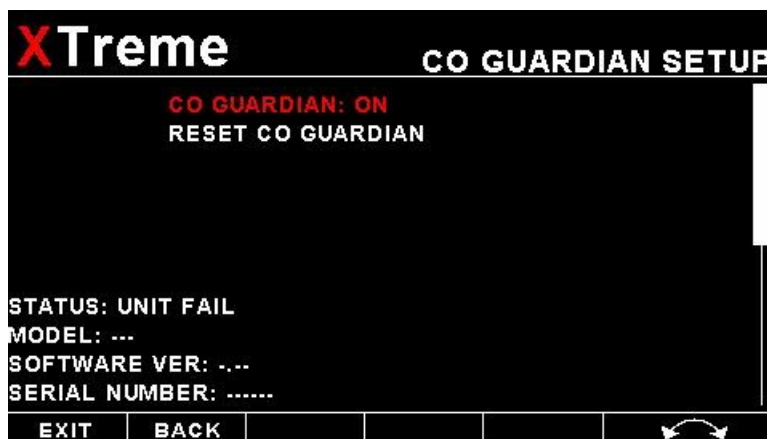 XTreme
CO GUARDIAN SETUP
CO GUARDIAN: ON
RESET CO GUARDIAN
STATUS: UNIT FAIL
MODEL: ---
SOFTWARE VER: -.--
SERIAL NUMBER: ------
EXIT BACK